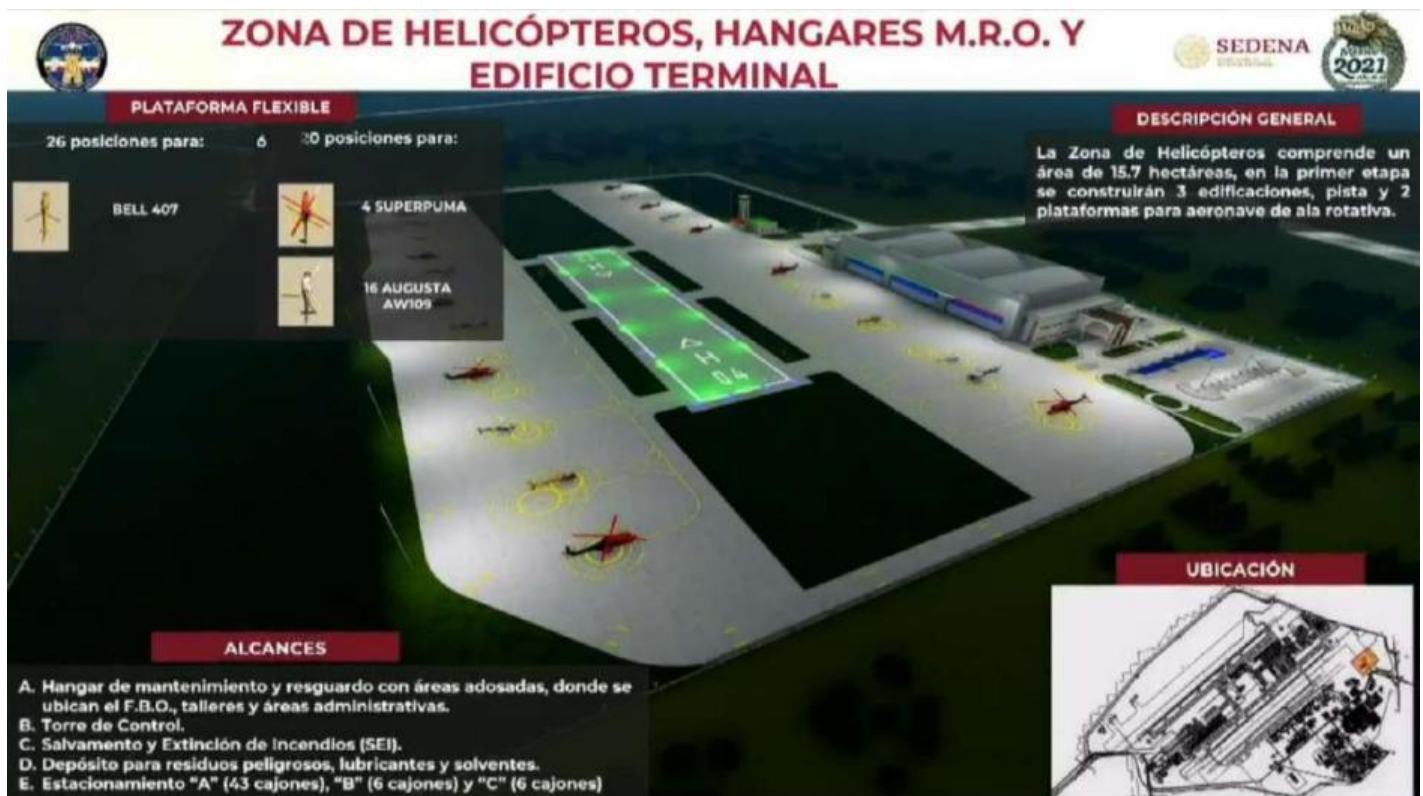 ZONA DE HELICÓPTEROS, HANGARES M.R.O. Y
EDIFICIO TERMINAL
SEDENA
2021
PLATAFORMA FLEXIBLE
26 posiciones para:
6
20 posiciones para:
BELL 407
4 SUPERPUMA
16 AUGUSTA
AW109
DESCRIPCIÓN GENERAL
La Zona de Helicópteros comprende un
área de 15.7 hectáreas, en la primer etapa
se construirán 3 edificaciones, pista y 2
plataformas para aeronave de ala rotativa.
H
H
04
UBICACIÓN
ALCANCES
A. Hangar de mantenimiento y resguardo con áreas adosadas, donde se
ubican el F.B.O., talleres y áreas administrativas.
B. Torre de Control.
C. Salvamento y Extinción de Incendios (SEI).
D. Depósito para residuos peligrosos, lubricantes y solventes.
E. Estacionamiento "A" (43 cajones), "B" (6 cajones) y "C" (6 cajones)